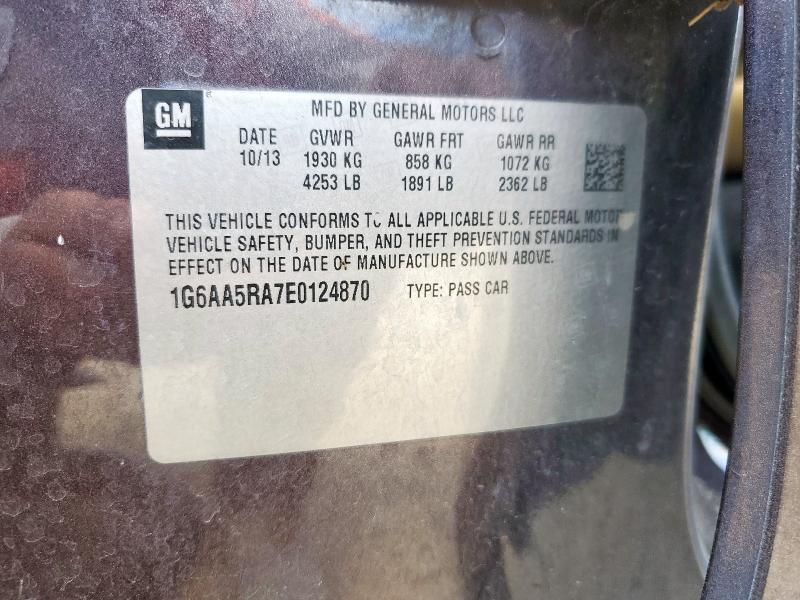 GM
MFD BY GENERAL MOTORS LLC
DATE GVWR GAWR FRT GAWR RR
10/13 1930 KG 858 KG 1072 KG
4253 LB 1891 LB 2362 LB
THIS VEHICLE CONFORMS TO ALL APPLICABLE U.S. FEDERAL MOTOR
VEHICLE SAFETY, BUMPER, AND THEFT PREVENTION STANDARDS IN
EFFECT ON THE DATE OF MANUFACTURE SHOWN ABOVE.
1G6AA5RA7E0124870 TYPE: PASS CAR